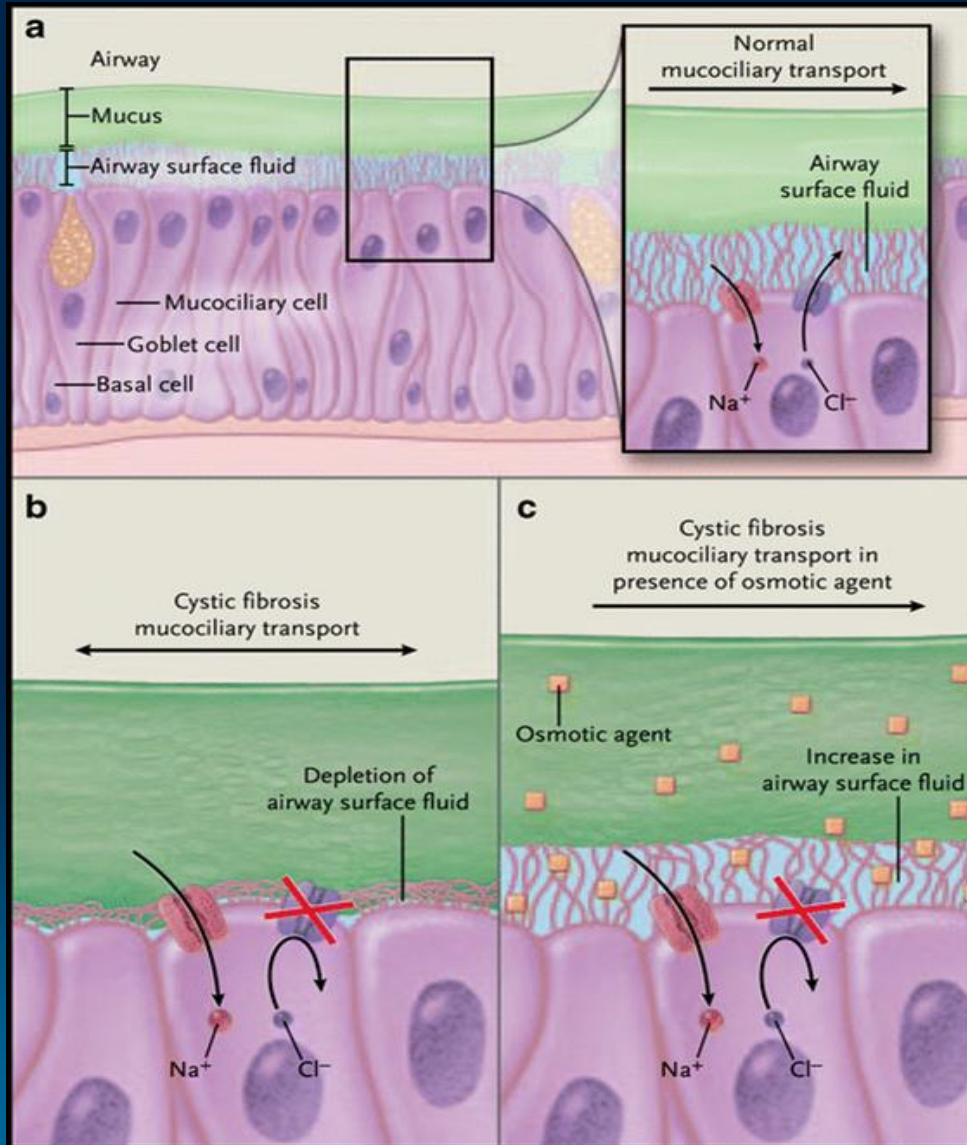 a
Airway
Mucus
Airway surface fluid
Mucociliary cell
Goblet cell
Basal cell
Normal
mucociliary transport
Airway
surface fluid
Na⁺
Cl⁻
b
Cystic fibrosis
mucociliary transport
Depletion of
airway surface fluid
Na⁺
Cl⁻
c
Cystic fibrosis
mucociliary transport in
presence of osmotic agent
Osmotic agent
Increase in
airway surface fluid
Na⁺
Cl⁻